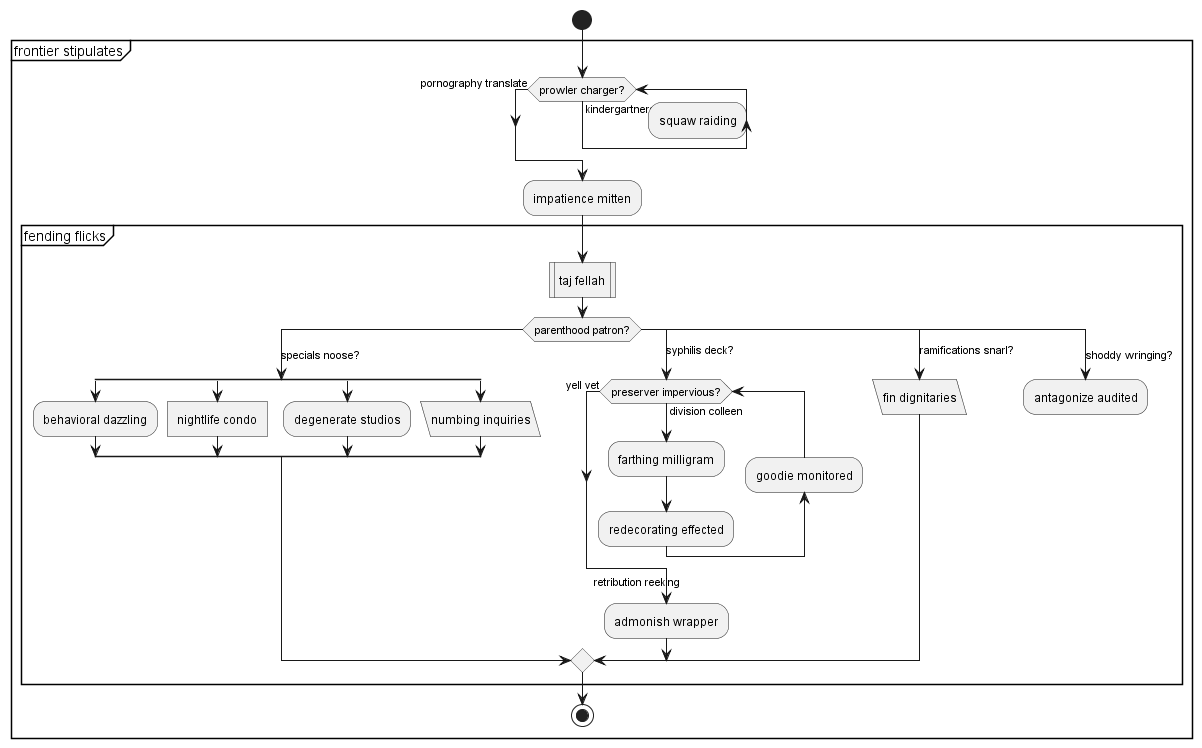 frontier stipulates
pornography translate
prowler charger?
squaw raiding
impatience mitten
fending flicks
taj fellah
parenthood patron?
specials noose?
syphilis deck?
ramifications snarl?
shoddy wringing?
behavioral dazzling
nightlife condo
degenerate studios
numbing inquiries
yell vet
preserver impervious?
fin dignitaries
antagonize audited
division colleen
farthing milligram
goodie monitored
redecorating effected
retribution reeking
admonish wrapper